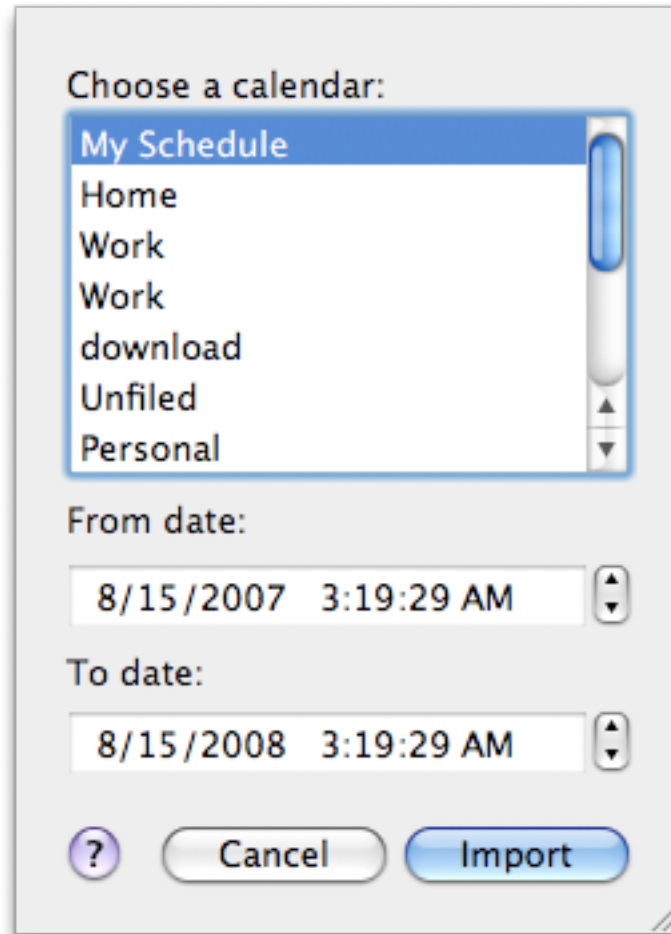 Choose a calendar:
My Schedule
Home
Work
Work
download
Unfiled
Personal
From date:
8/15/2007 3:19:29 AM
To date:
8/15/2008 3:19:29 AM
? Cancel Import